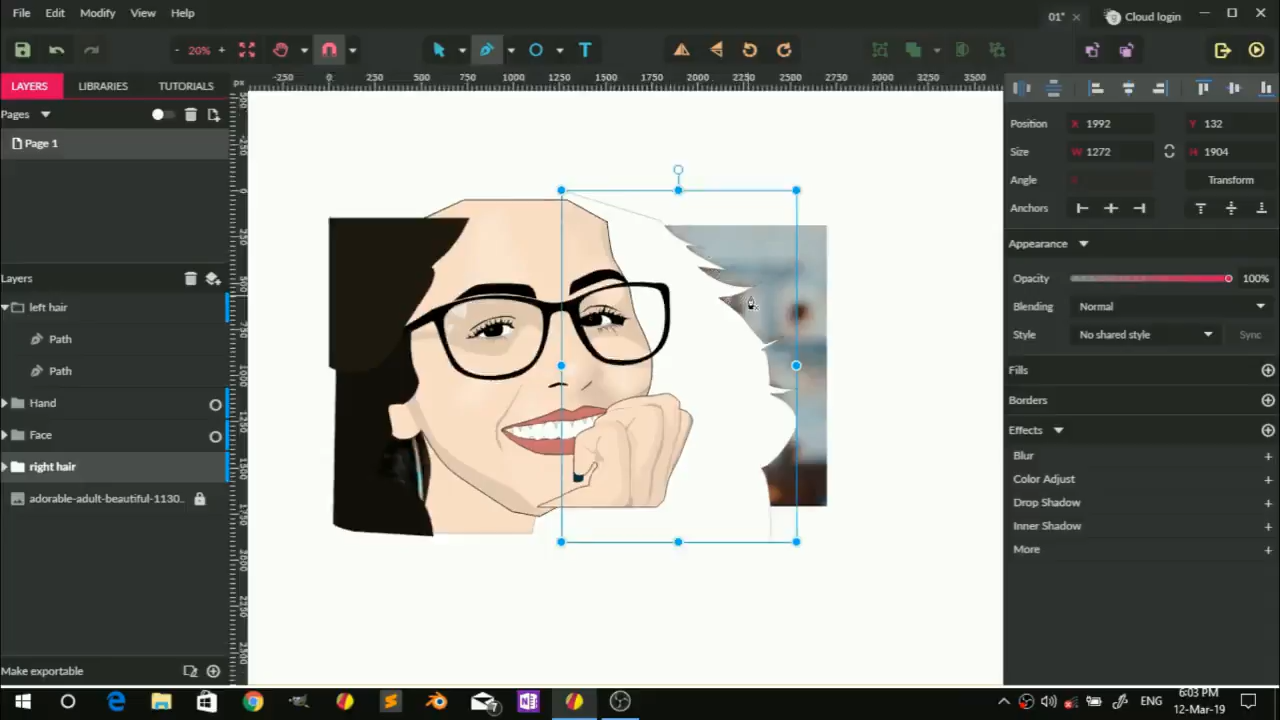 File Edit Modify View Help
01* Cloud login
- 20% +
T
LAYERS LIBRARIES TUTORIALS
px -250 0 250 500 750 1000 1250 1500 1750 2000 2250 2500 2750 3000 3250 3500
Pages
Page 1
Position X 1992 Y 132
Size W 1272 H 1904
Angle Transform
Anchors
Appearance
Layers
Opacity 100%
left hair
Blending Normal
Path
Style No shared style Sync
Path
Fills
Hand
Borders
Face
Effects
right hair
Blur
adorable-adult-beautiful-1130..
Color Adjust
Drop Shadow
Inner Shadow
More
Make exportable
7
ENG
6:03 PM
12-Mar-19